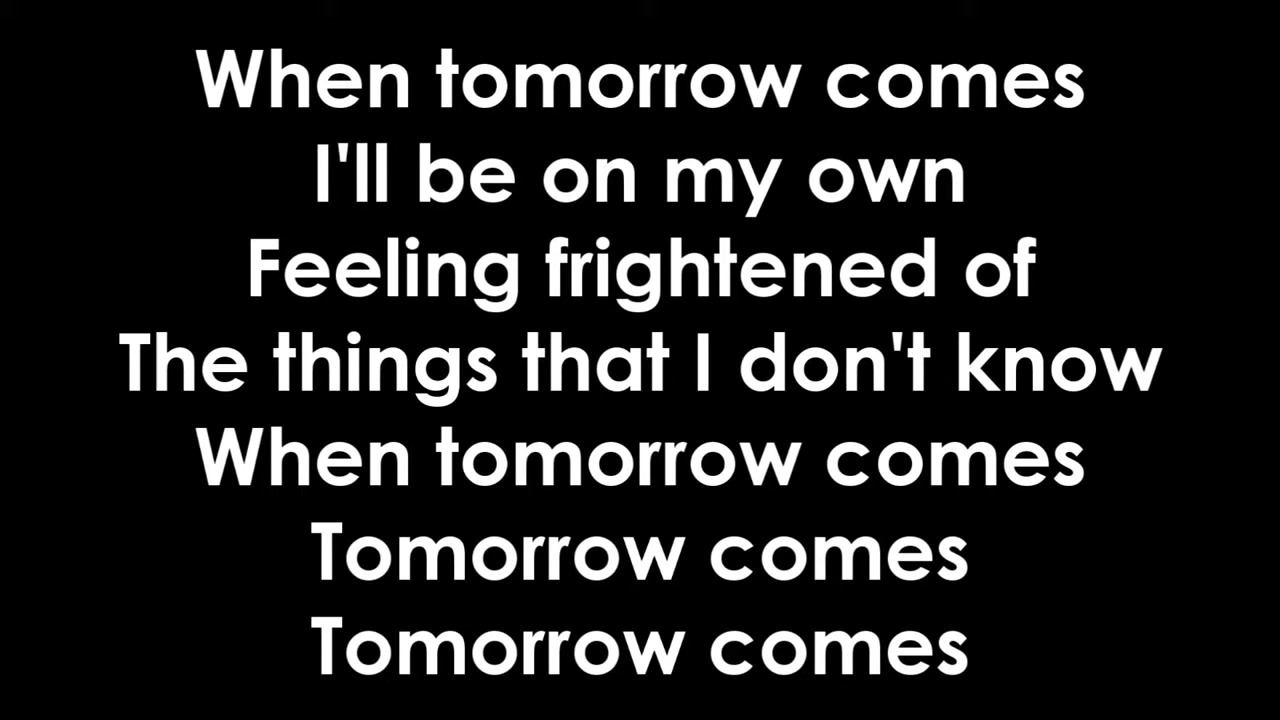 When tomorrow comes
I'll be on my own
Feeling frightened of
The things that I don't know
When tomorrow comes
Tomorrow comes
Tomorrow comes